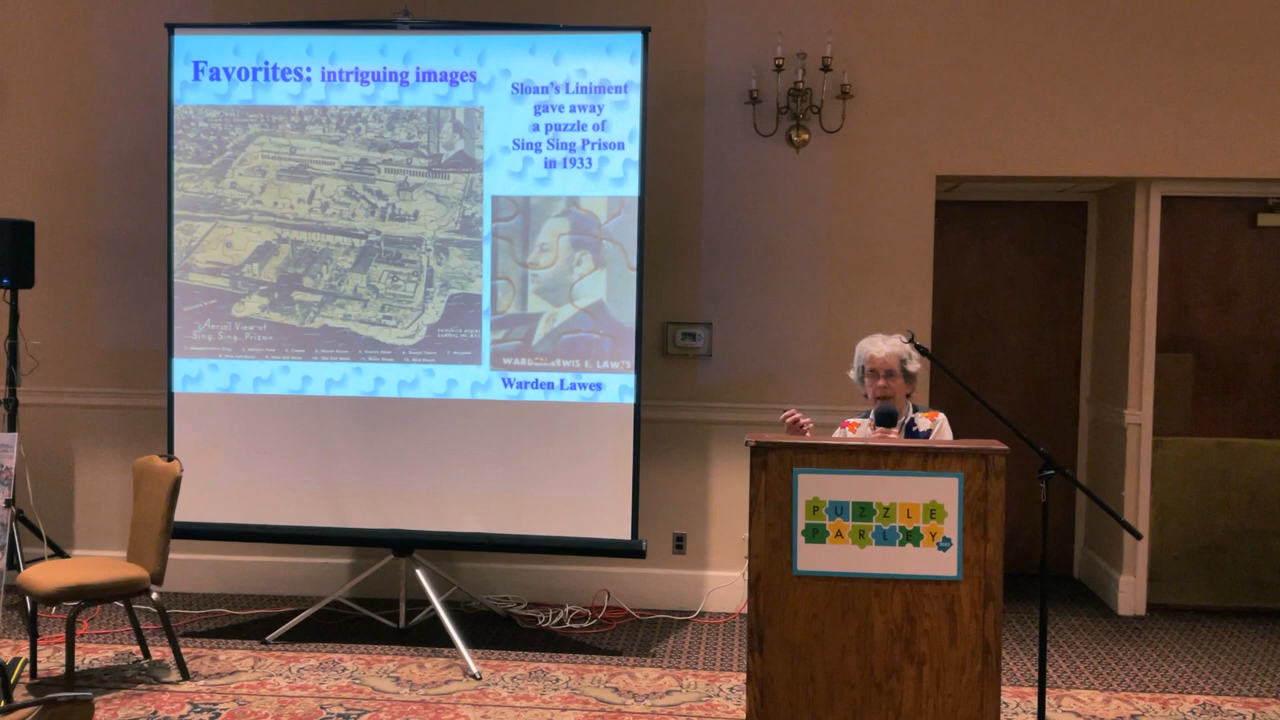 Favorites: intriguing images
Sloan's Liniment
gave away
a puzzle of
Sing Sing Prison
in 1933
Aerial View of
Sing Sing Prison
WARDEN LEWIS E. LAWES
Warden Lawes
PUZZLE
PARLEY